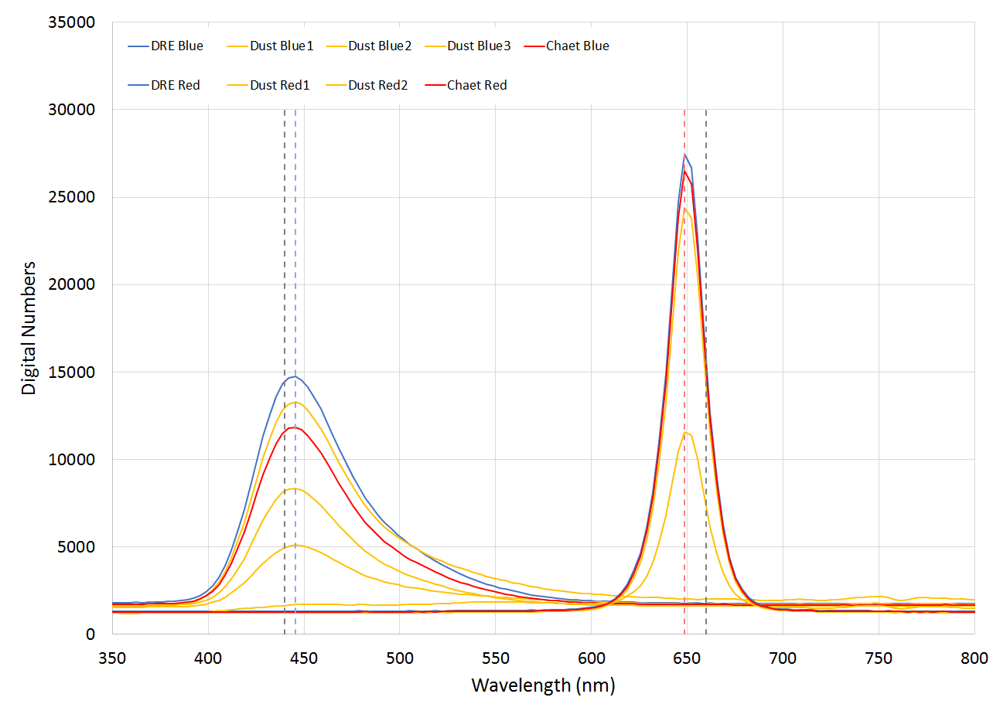 35000
DRE Blue Dust Blue1 Dust Blue2 Dust Blue3 Chaet Blue
DRE Red Dust Red1 Dust Red2 Chaet Red
30000
25000
20000
15000
10000
5000
0
Digital Numbers
350 400 450 500 550 600 650 700 750 800
Wavelength (nm)